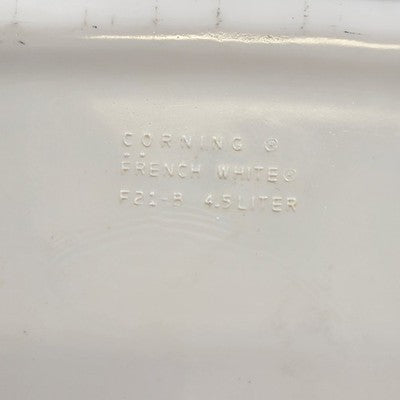 CORNING ®
FRENCH WHITE ®
F21-B 4.5 LITER